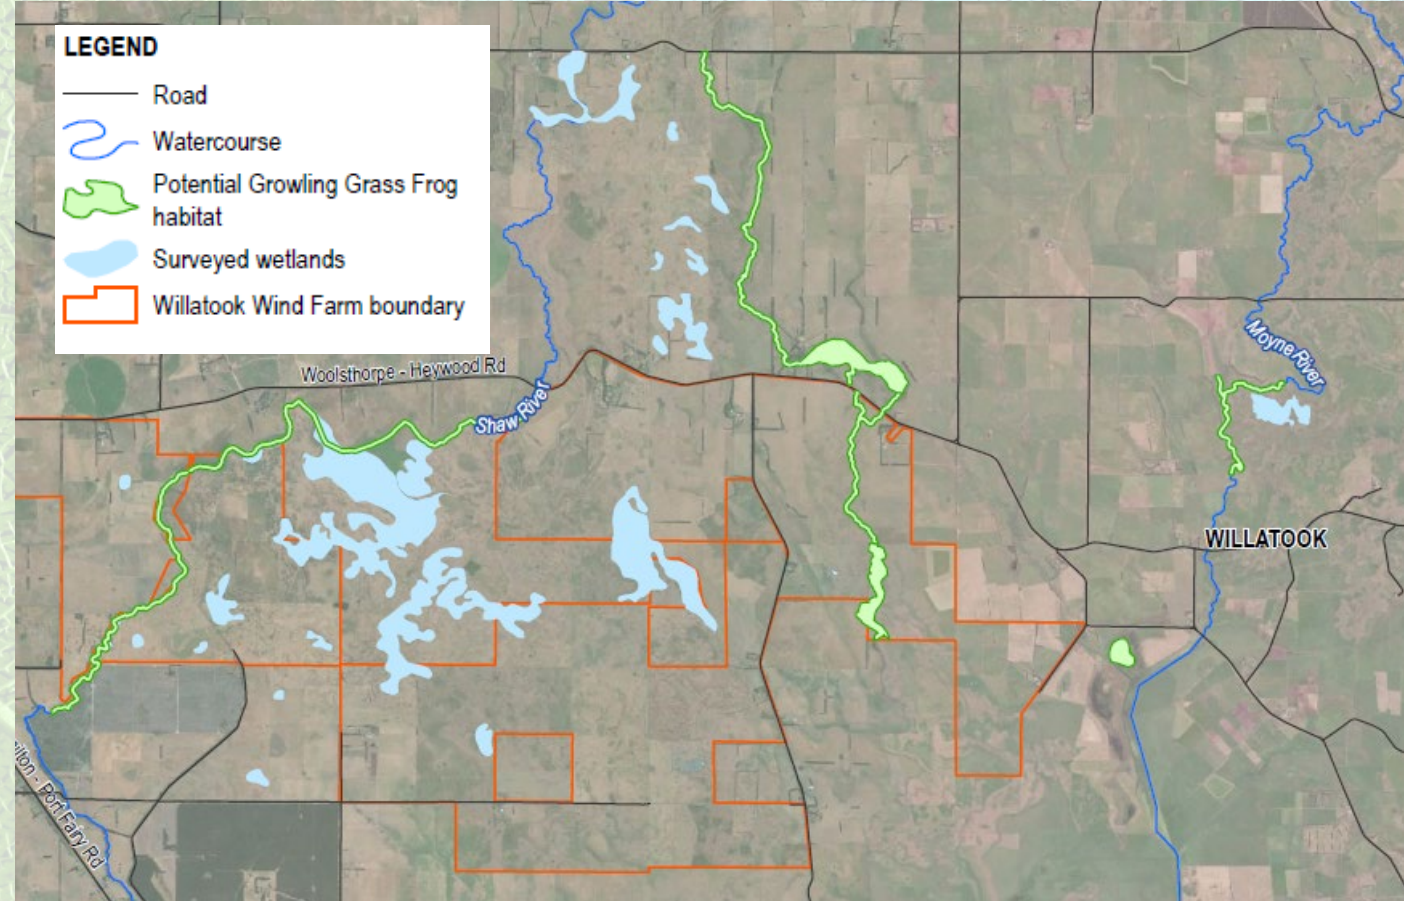 LEGEND
Road
Watercourse
Potential Growling Grass Frog
habitat
Surveyed wetlands
Willatook Wind Farm boundary
Woolsthorpe - Heywood Rd
Shaw River
Moyne River
WILLATOOK
ilton - Port Fairy Rd